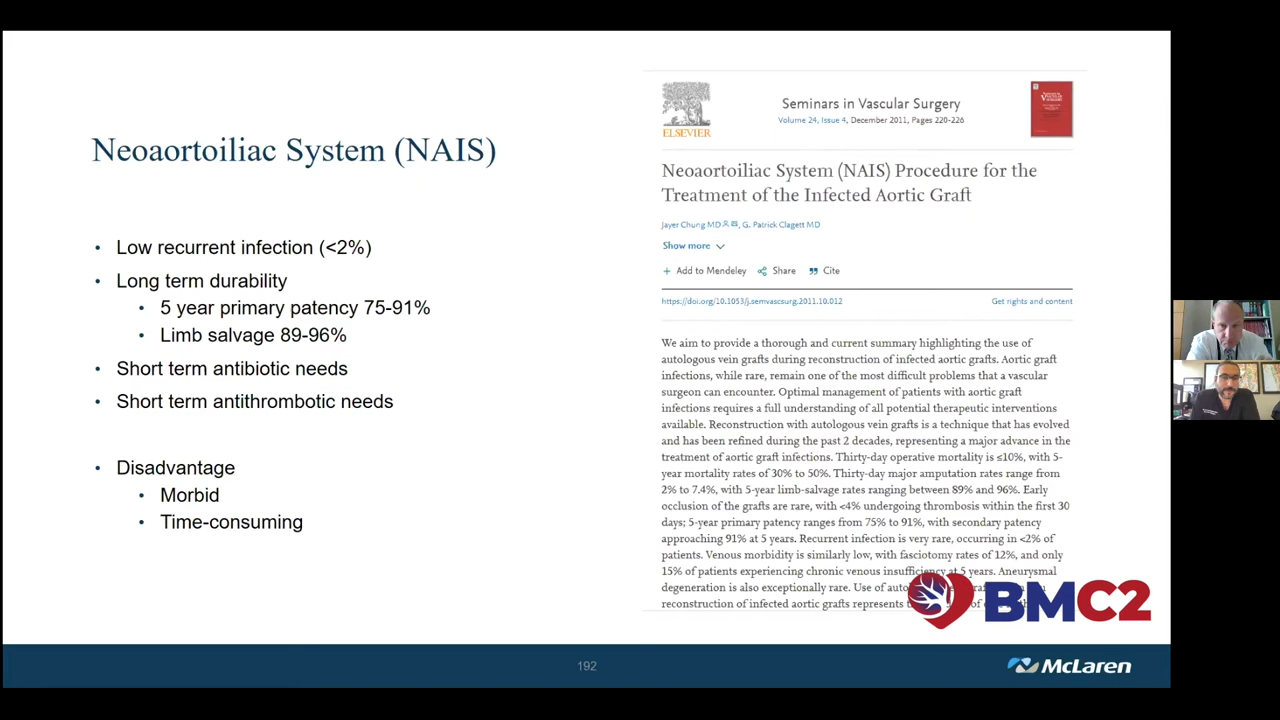 Neoaortoiliac System (NAIS)
• Low recurrent infection (<2%)
• Long term durability
• 5 year primary patency 75-91%
• Limb salvage 89-96%
• Short term antibiotic needs
• Short term antithrombotic needs
• Disadvantage
• Morbid
• Time-consuming
ELSEVIER
Seminars in Vascular Surgery
Volume 24, Issue 4, December 2011, Pages 220-226
Neoaortoiliac System (NAIS) Procedure for the
Treatment of the Infected Aortic Graft
Jayer Chung MD, G. Patrick Clagett MD
Show more
+ Add to Mendeley Share Cite
https://doi.org/10.1053/j.semvascsurg.2011.10.012 Get rights and content
We aim to provide a thorough and current summary highlighting the use of
autologous vein grafts during reconstruction of infected aortic grafts. Aortic graft
infections, while rare, remain one of the most difficult problems that a vascular
surgeon can encounter. Optimal management of patients with aortic graft
infections requires a full understanding of all potential therapeutic interventions
available. Reconstruction with autologous vein grafts is a technique that has evolved
and has been refined during the past 2 decades, representing a major advance in the
treatment of aortic graft infections. Thirty-day operative mortality is ≤10%, with 5-
year mortality rates of 30% to 50%. Thirty-day major amputation rates range from
2% to 7.4%, with 5-year limb-salvage rates ranging between 89% and 96%. Early
occlusion of the grafts are rare, with <4% undergoing thrombosis within the first 30
days; 5-year primary patency ranges from 75% to 91%, with secondary patency
approaching 91% at 5 years. Recurrent infection is very rare, occurring in <2% of
patients. Venous morbidity is similarly low, with fasciotomy rates of 12%, and only
15% of patients experiencing chronic venous insufficiency at 5 years. Aneurysmal
degeneration is also exceptionally rare. Use of
reconstruction of infected aortic grafts represents of
BMC2
192
McLaren